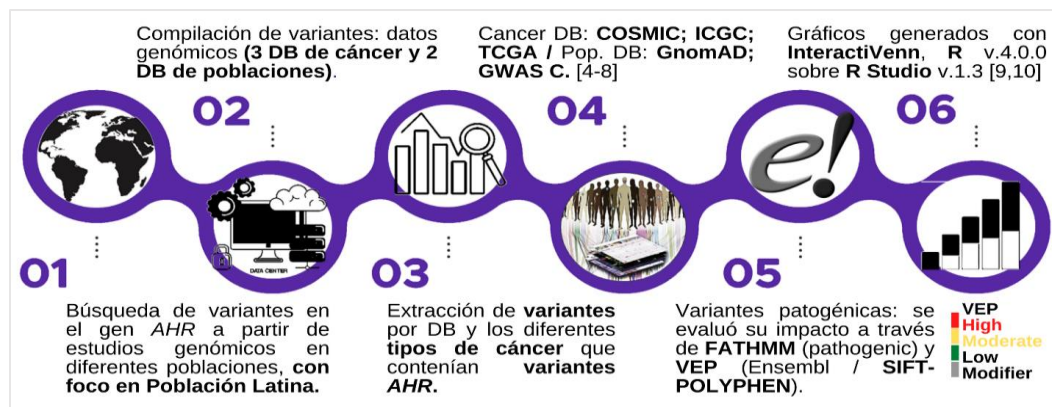 01
Búsqueda de variantes en
el gen AHR a partir de
estudios genómicos en
diferentes poblaciones, con
foco en Población Latina.
02
Compilación de variantes: datos
genómicos (3 DB de cáncer y 2
DB de poblaciones).
DATA CENTER
03
Extracción de variantes
por DB y los diferentes
tipos de cáncer que
contenían variantes
AHR.
04
Cancer DB: COSMIC; ICGC;
TCGA / Pop. DB: GnomAD;
GWAS C. [4-8]
05
Variantes patogénicas: se
evaluó su impacto a través
de FATHMM (pathogenic) y
VEP (Ensembl / SIFT-
POLYPHEN).
e!
06
Gráficos generados con
InteractiVenn, R v.4.0.0
sobre R Studio v.1.3 [9,10]
VEP
High
Moderate
Low
Modifier